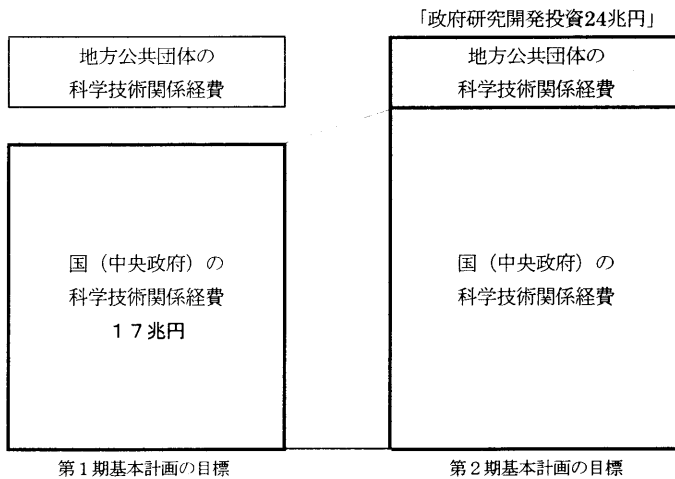 「政府研究開発投資24兆円」
地方公共団体の
科学技術関係経費
地方公共団体の
科学技術関係経費
国（中央政府）の
科学技術関係経費
１７兆円
国（中央政府）の
科学技術関係経費
第１期基本計画の目標
第２期基本計画の目標